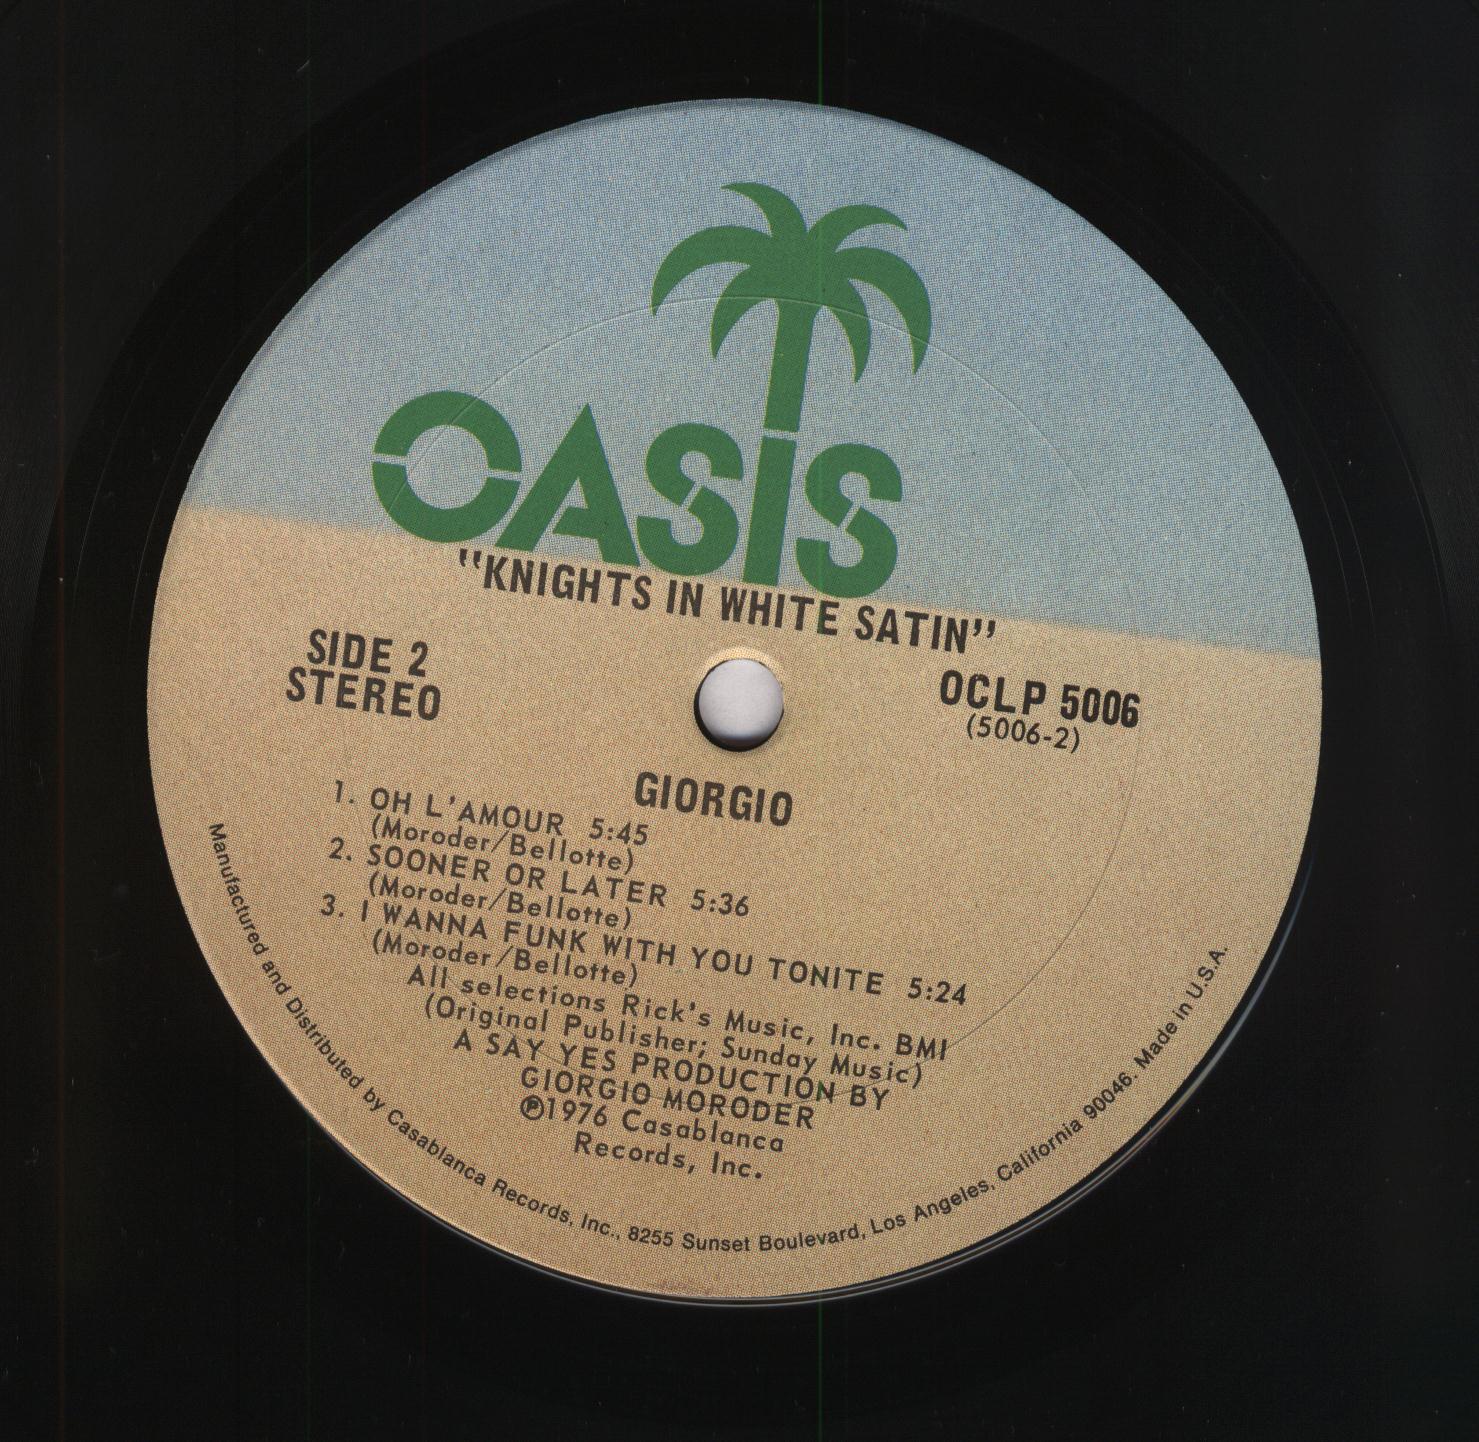 OASIS
"KNIGHTS IN WHITE SATIN"
SIDE 2
STEREO
OCLP 5006
(5006-2)
GIORGIO
1. OH L'AMOUR 5:45
(Moroder/Bellotte)
2. SOONER OR LATER 5:36
(Moroder/Bellotte)
3. I WANNA FUNK WITH YOU TONITE 5:24
(Moroder/Bellotte)
All selections Rick's Music, Inc. BMI
(Original Publisher; Sunday Music)
A SAY YES PRODUCTION BY
GIORGIO MORODER
℗1976 Casablanca
Records, Inc.
Manufactured and Distributed by Casablanca Records, Inc., 8255 Sunset Boulevard, Los Angeles, California 90046. Made in U.S.A.